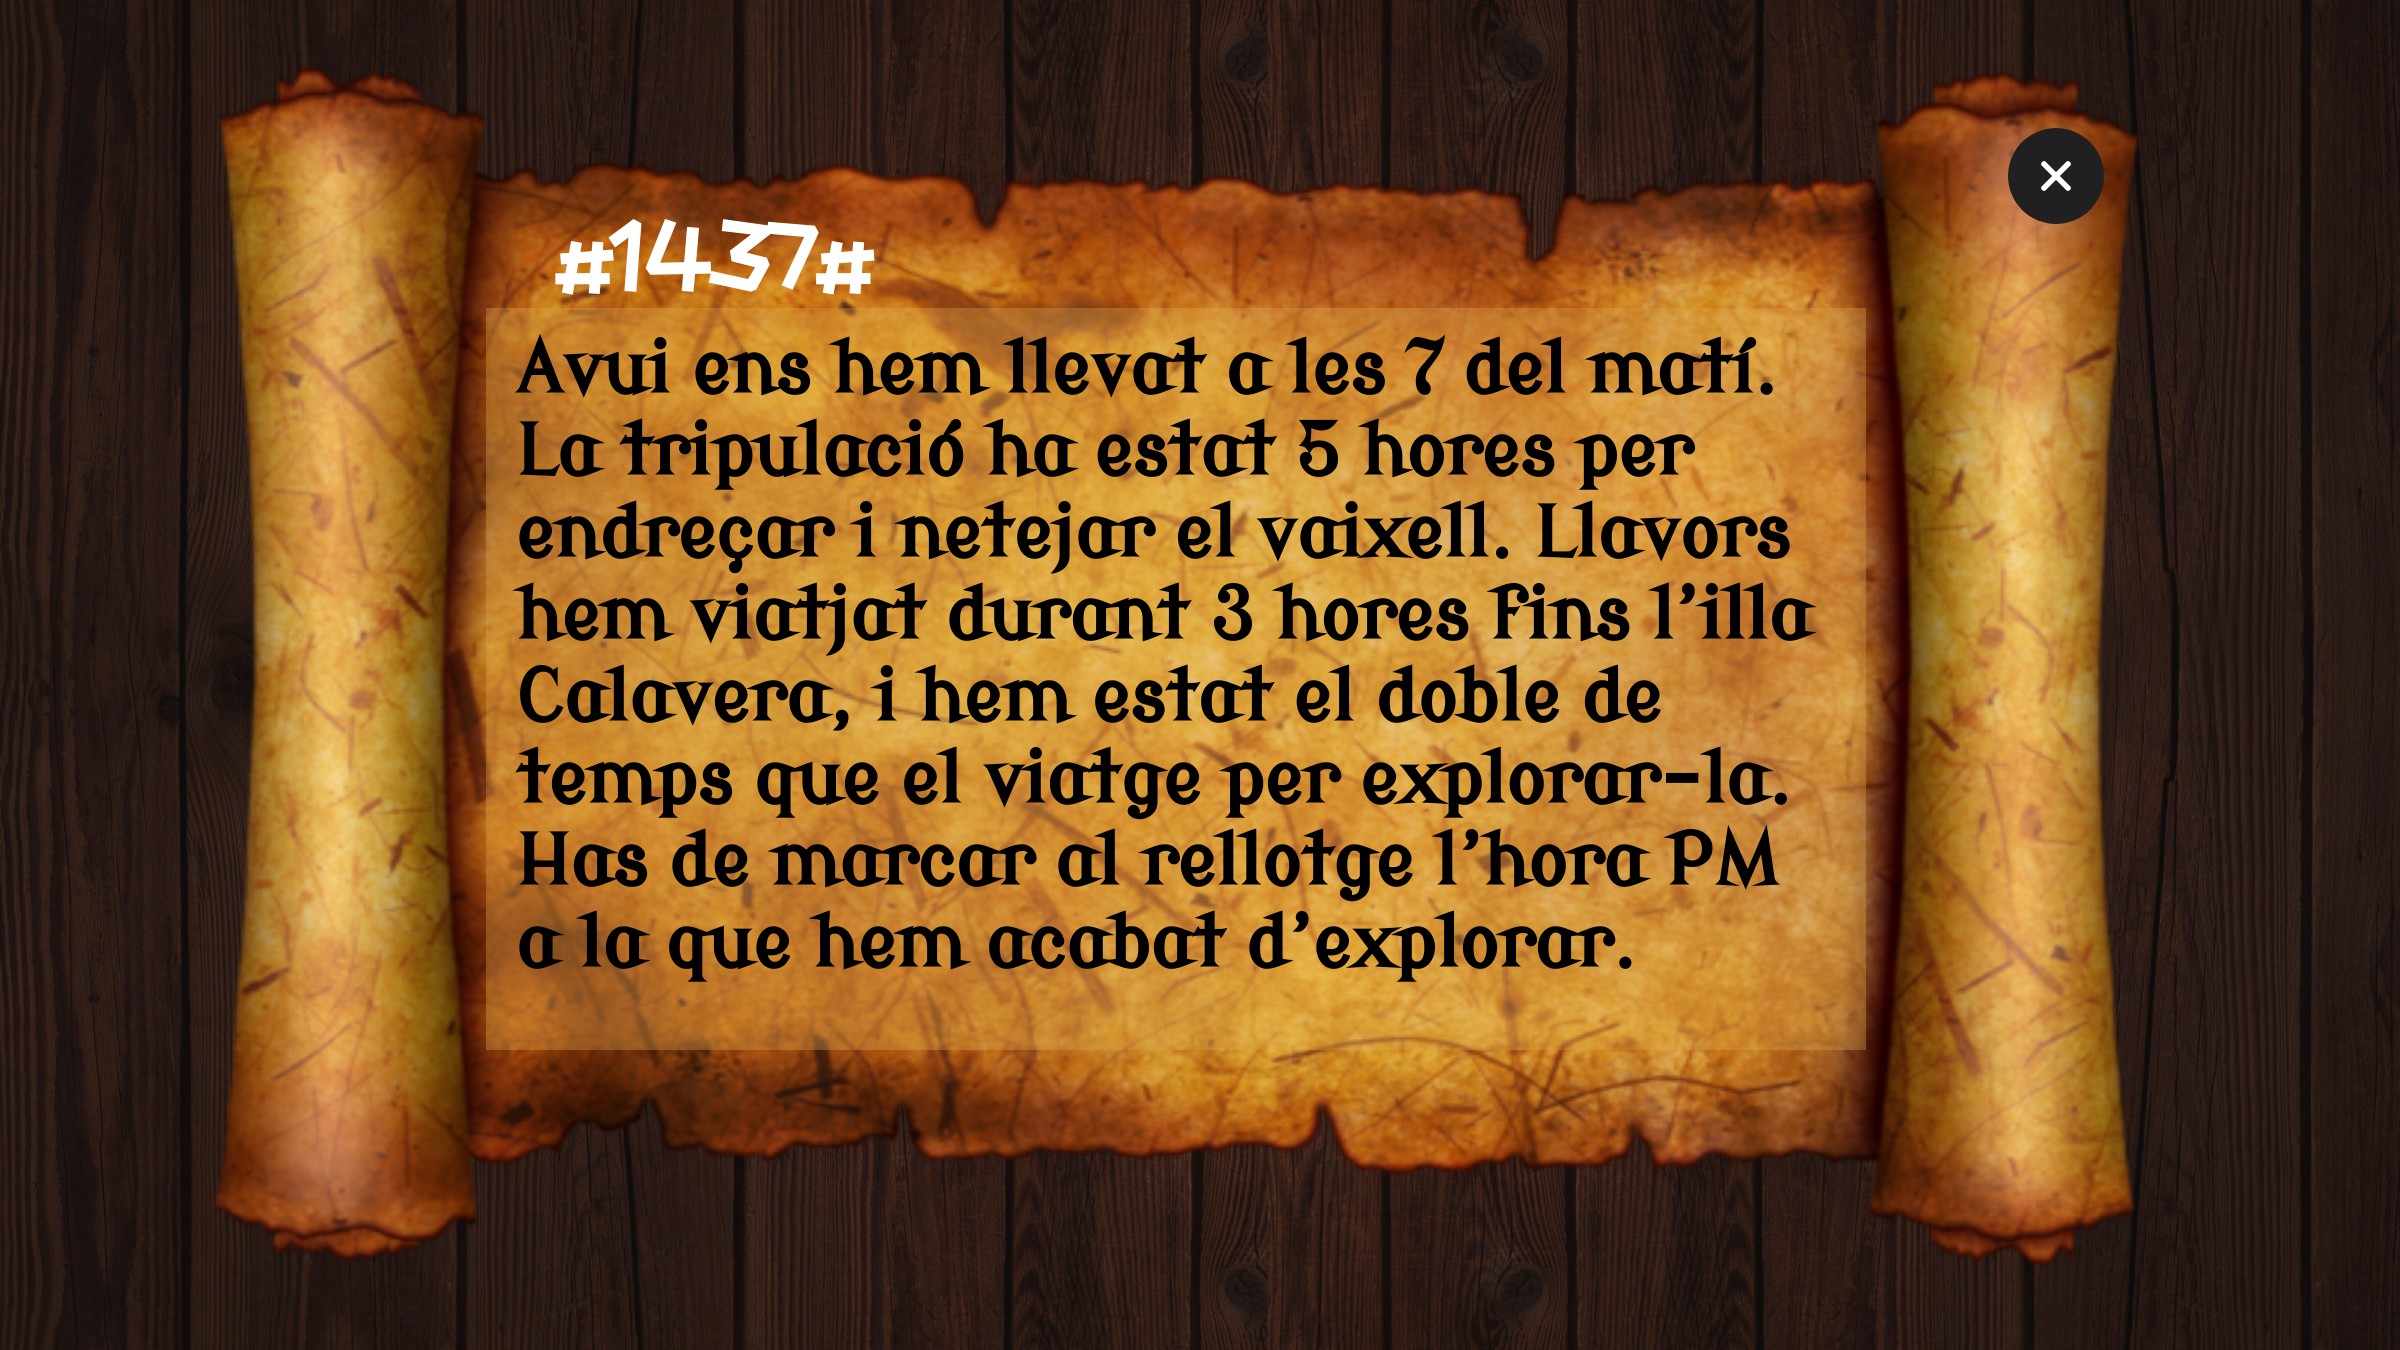 #1437#
Avui ens hem llevat a les 7 del matí.
La tripulació ha estat 5 hores per
endreçar i netejar el vaixell. Llavors
hem viatjat durant 3 hores fins l’illa
Calavera, i hem estat el doble de
temps que el viatge per explorar-la.
Has de marcar al rellotge l’hora PM
a la que hem acabat d’explorar.